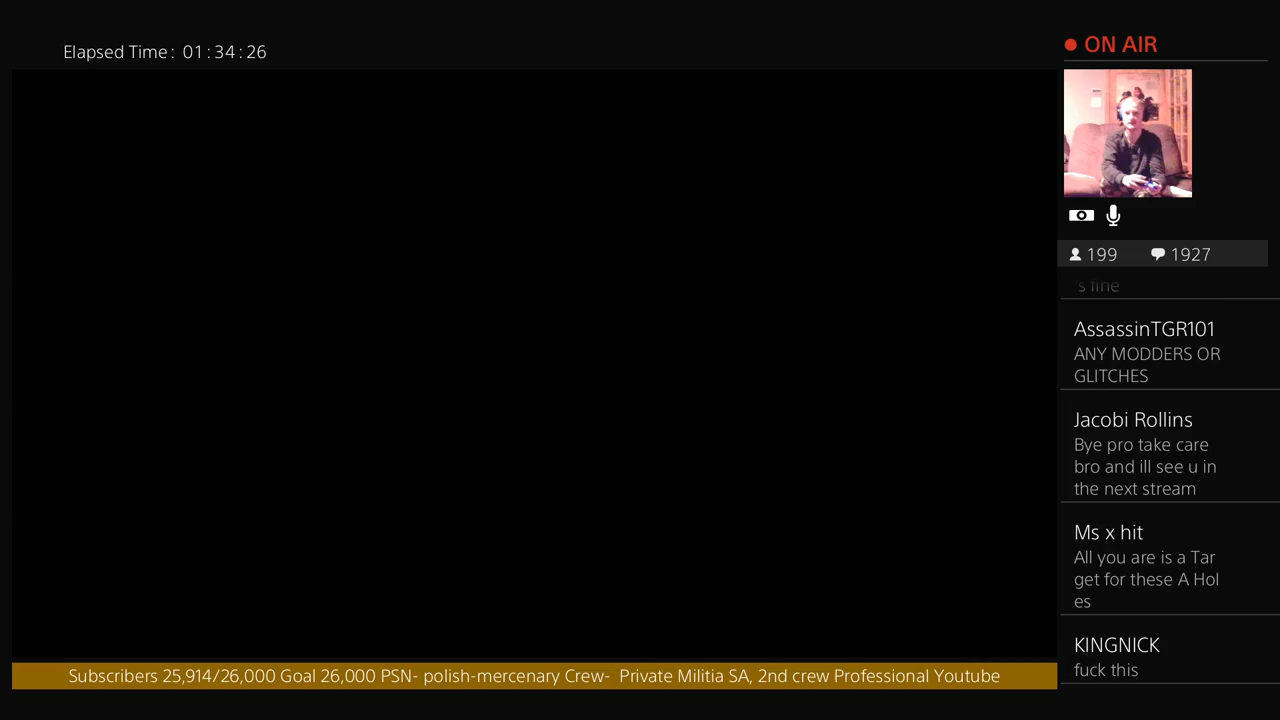 Elapsed Time: 01:34:26
ON AIR
199 1927
's fine
AssassinTGR101
ANY MODDERS OR
GLITCHES
Jacobi Rollins
Bye pro take care
bro and ill see u in
the next stream
Ms x hit
All you are is a Tar
get for these A Hol
es
KINGNICK
fuck this
Subscribers 25,914/26,000 Goal 26,000 PSN- polish-mercenary Crew- Private Militia SA, 2nd crew Professional Youtube